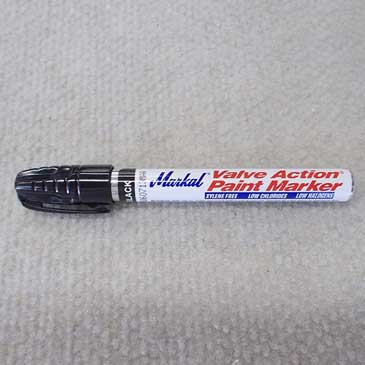 BLACK
Markal
Valve Action
Paint Marker
XYLENE FREE LOW CHLORIDES LOW HALOGENS